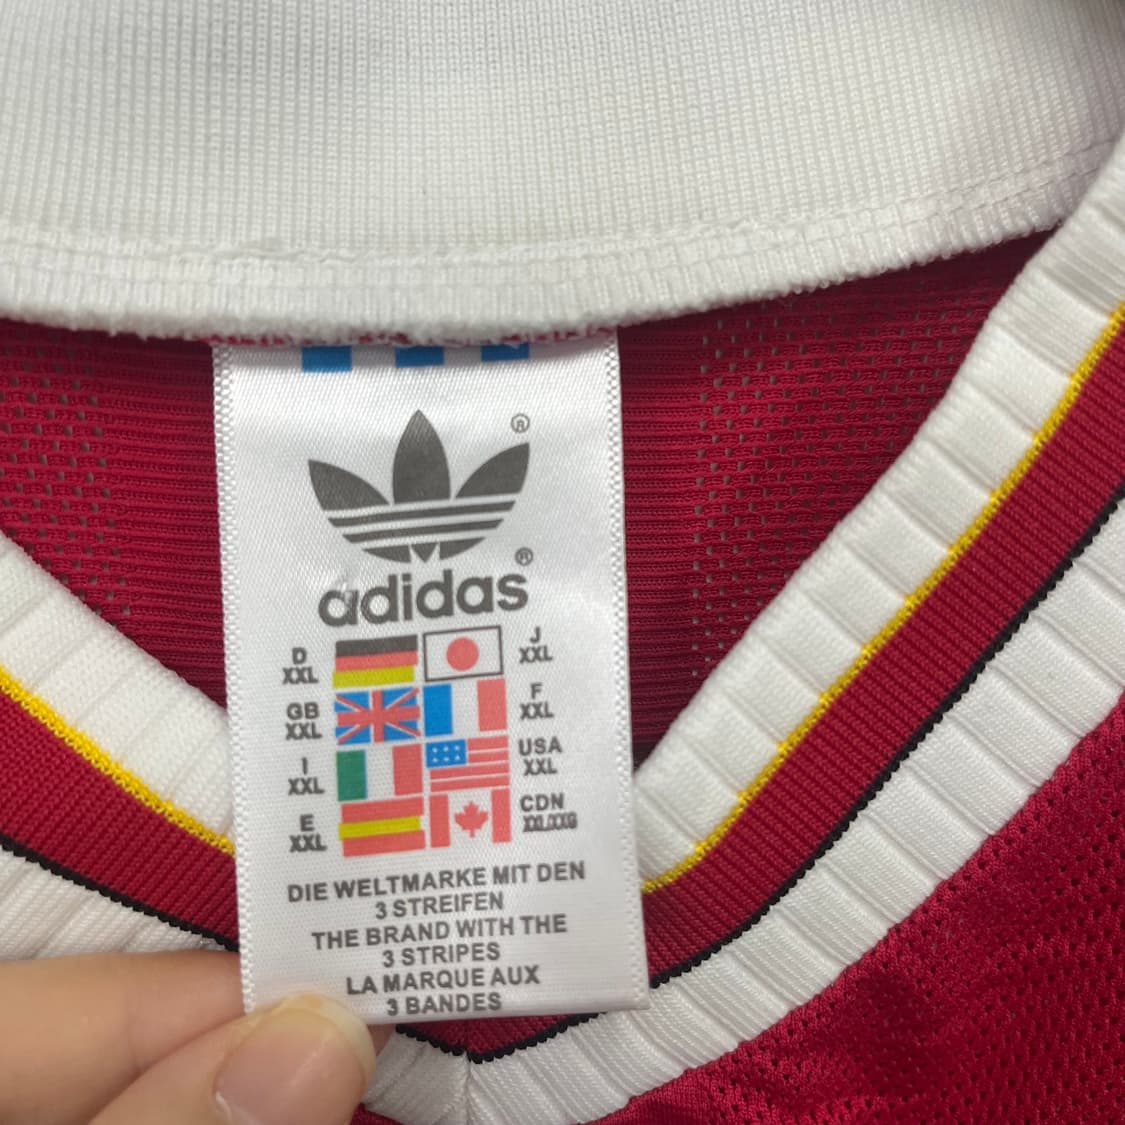 ®
adidas®
D
XXL
J
XXL
GB
XXL
F
XXL
I
XXL
USA
XXL
E
XXL
CDN
XXL/XXG
DIE WELTMARKE MIT DEN
3 STREIFEN
THE BRAND WITH THE
3 STRIPES
LA MARQUE AUX
3 BANDES